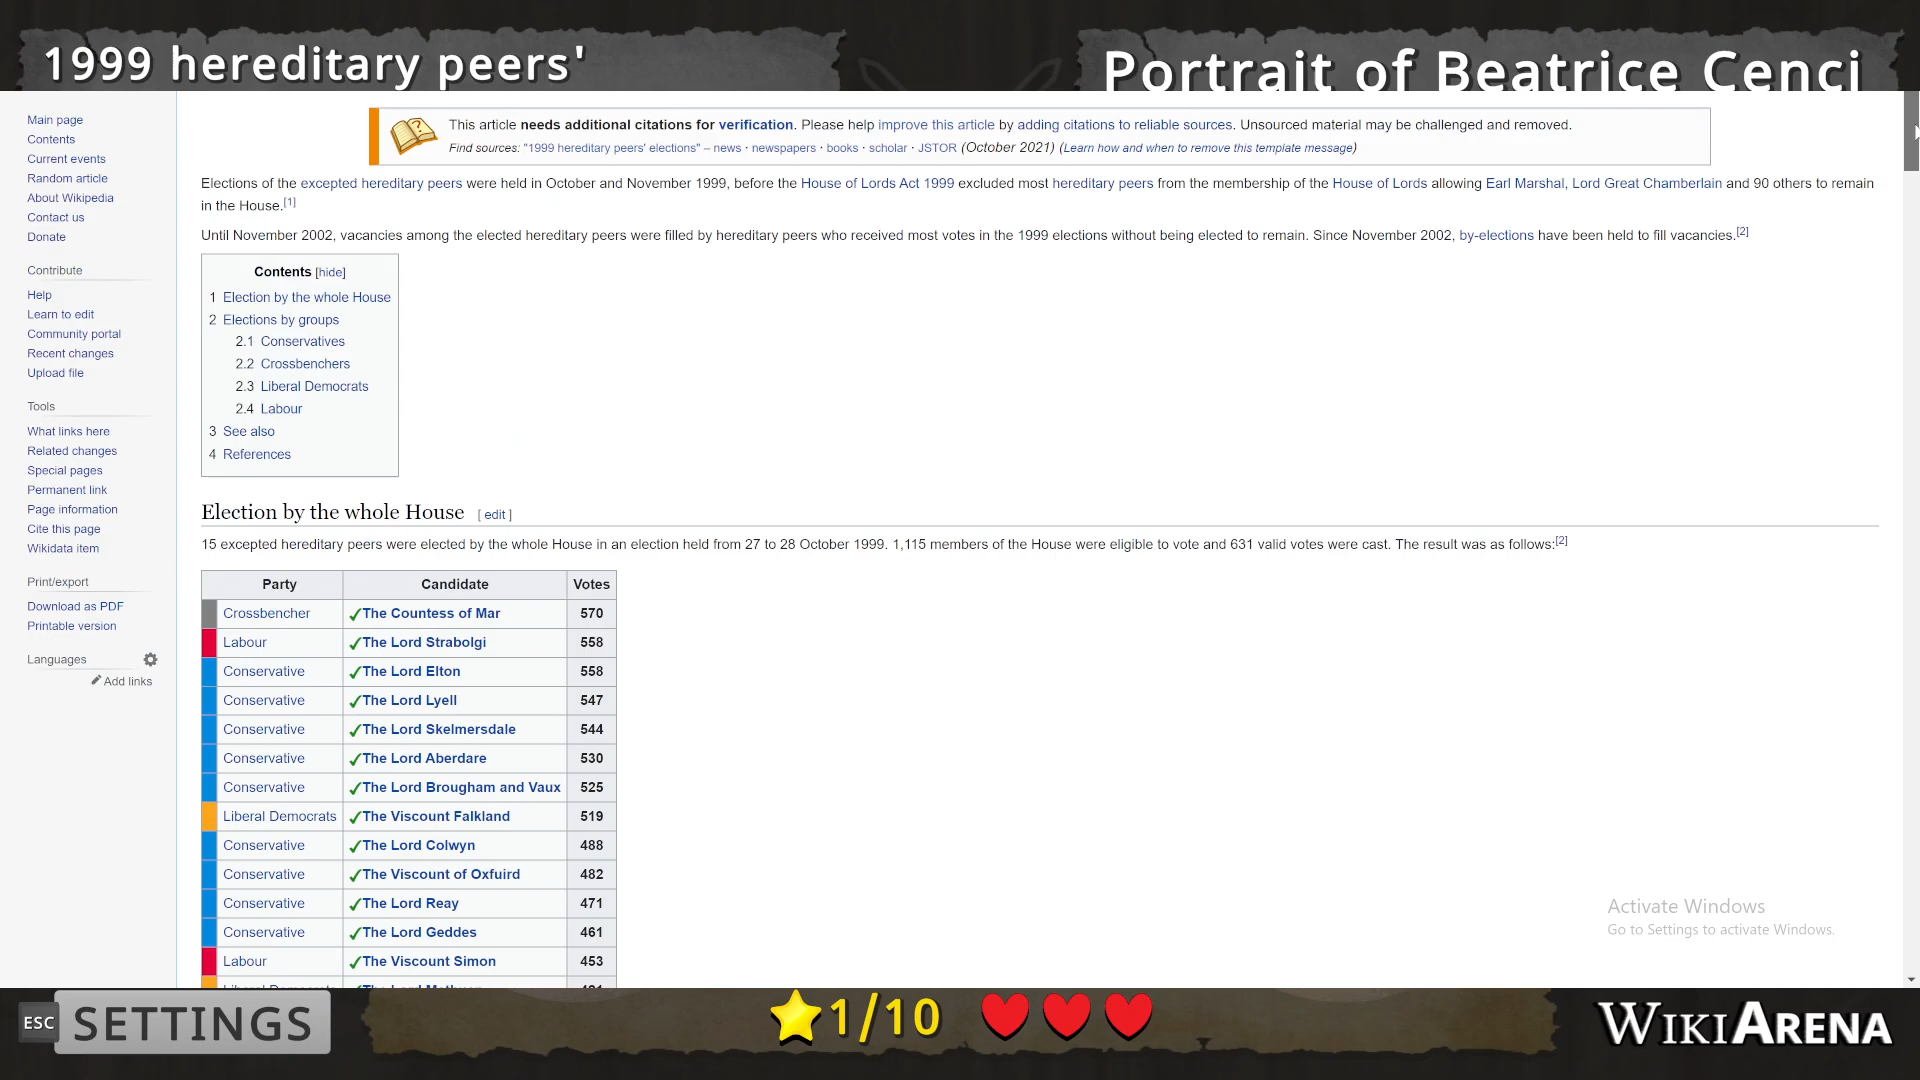 1999 hereditary peers'
Portrait of Beatrice Cenci
Main page
Contents
Current events
Random article
About Wikipedia
Contact us
Donate
Contribute
Help
Learn to edit
Community portal
Recent changes
Upload file
Tools
What links here
Related changes
Special pages
Permanent link
Page information
Cite this page
Wikidata item
Print/export
Download as PDF
Printable version
Languages
Add links
This article needs additional citations for verification. Please help improve this article by adding citations to reliable sources. Unsourced material may be challenged and removed.
Find sources: "1999 hereditary peers' elections" – news · newspapers · books · scholar · JSTOR (October 2021) (Learn how and when to remove this template message)
Elections of the excepted hereditary peers were held in October and November 1999, before the House of Lords Act 1999 excluded most hereditary peers from the membership of the House of Lords allowing Earl Marshal, Lord Great Chamberlain and 90 others to remain
in the House.[1]
Until November 2002, vacancies among the elected hereditary peers were filled by hereditary peers who received most votes in the 1999 elections without being elected to remain. Since November 2002, by-elections have been held to fill vacancies.[2]
Contents [hide]
1 Election by the whole House
2 Elections by groups
2.1 Conservatives
2.2 Crossbenchers
2.3 Liberal Democrats
2.4 Labour
3 See also
4 References
Election by the whole House [ edit ]
15 excepted hereditary peers were elected by the whole House in an election held from 27 to 28 October 1999. 1,115 members of the House were eligible to vote and 631 valid votes were cast. The result was as follows:[2]
Party Candidate Votes
Crossbencher ✓The Countess of Mar 570
Labour ✓The Lord Strabolgi 558
Conservative ✓The Lord Elton 558
Conservative ✓The Lord Lyell 547
Conservative ✓The Lord Skelmersdale 544
Conservative ✓The Lord Aberdare 530
Conservative ✓The Lord Brougham and Vaux 525
Liberal Democrats ✓The Viscount Falkland 519
Conservative ✓The Lord Colwyn 488
Conservative ✓The Viscount of Oxfuird 482
Conservative ✓The Lord Reay 471
Conservative ✓The Lord Geddes 461
Labour ✓The Viscount Simon 453
Activate Windows
Go to Settings to activate Windows.
ESC SETTINGS
1/10
WIKIARENA